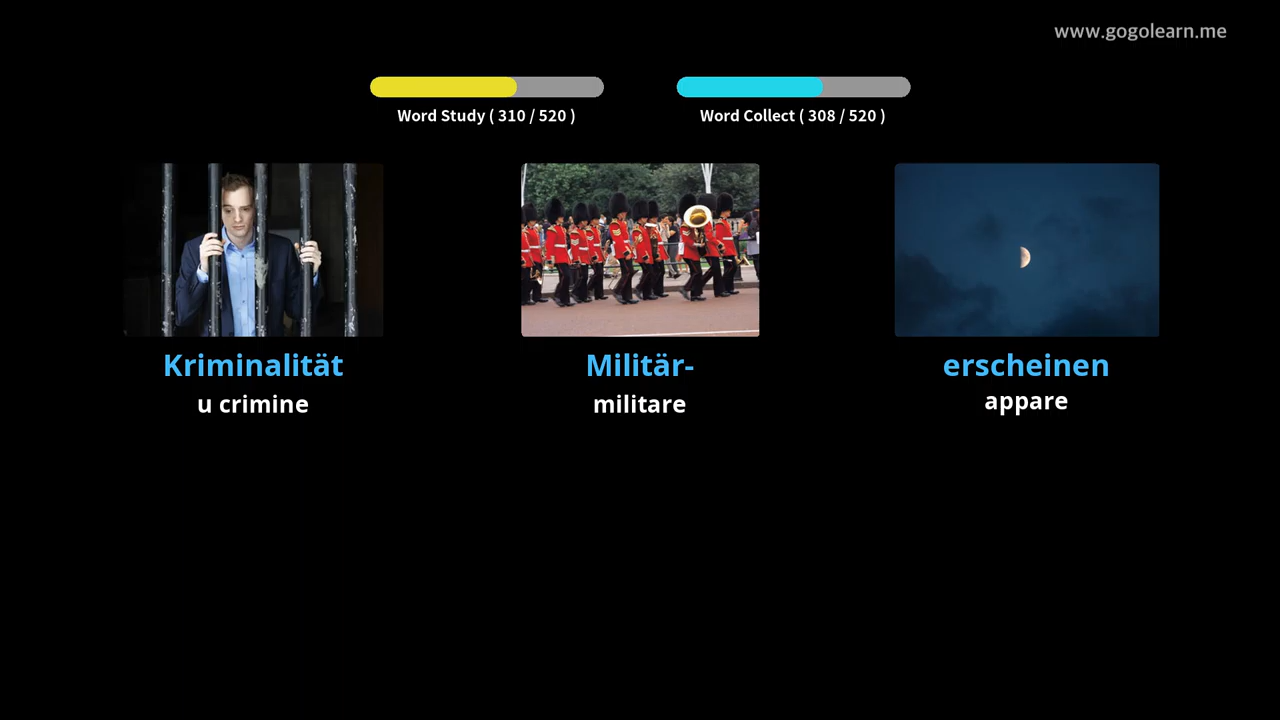 www.gogolearn.me
Word Study ( 310 / 520 )
Word Collect ( 308 / 520 )
Kriminalität
u crimine
Militär-
militare
erscheinen
appare